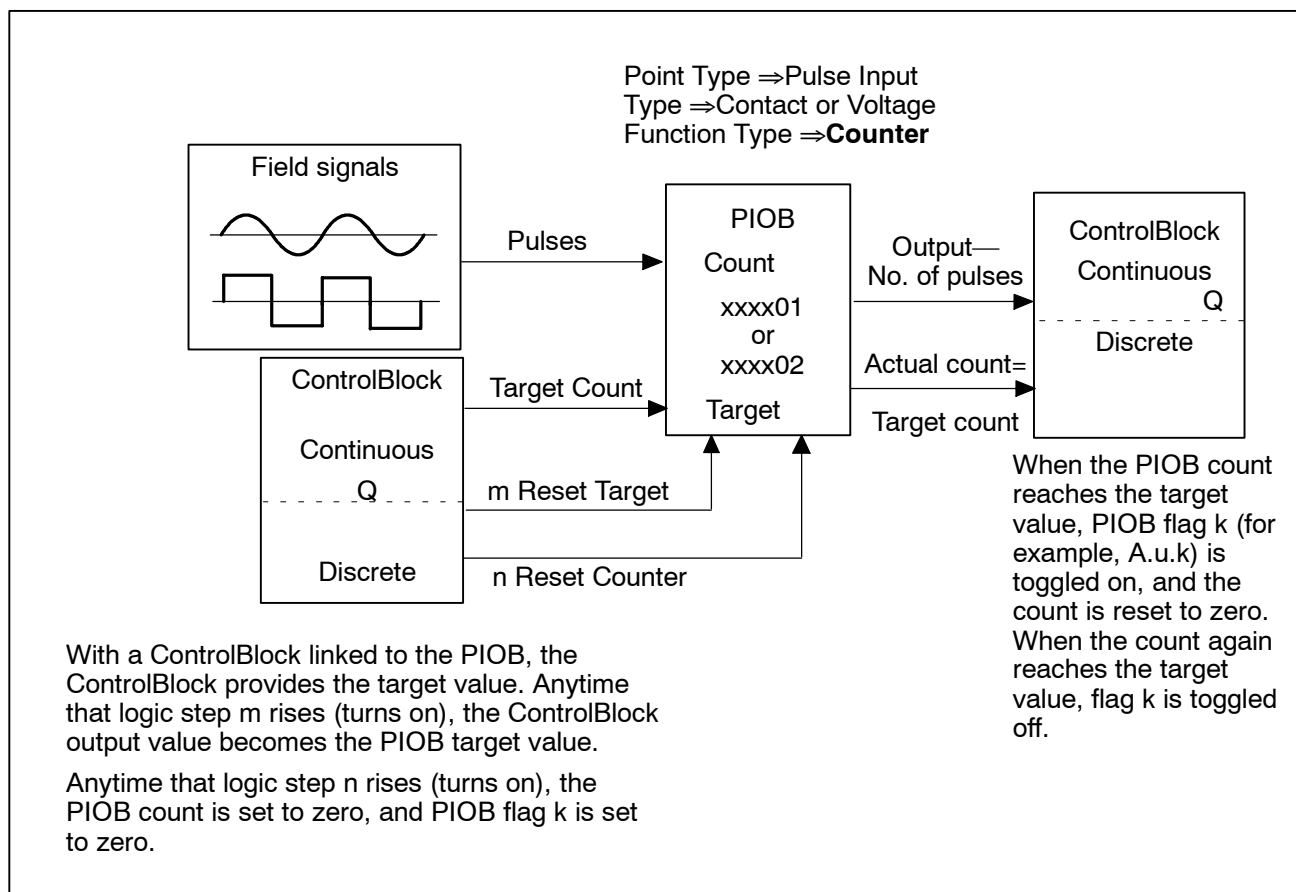 Point Type ⇒Pulse Input
Type ⇒Contact or Voltage
Function Type ⇒Counter
Field signals
Pulses
PIOB
Count
xxxx01
or
xxxx02
Target
Output—
No. of pulses
ControlBlock
Continuous
Q
Discrete
Actual count=
Target count
ControlBlock
Continuous
Q
Discrete
Target Count
m Reset Target
n Reset Counter
When the PIOB count
reaches the target
value, PIOB flag k (for
example, A.u.k) is
toggled on, and the
count is reset to zero.
When the count again
reaches the target
value, flag k is toggled
off.
With a ControlBlock linked to the PIOB, the
ControlBlock provides the target value. Anytime
that logic step m rises (turns on), the ControlBlock
output value becomes the PIOB target value.
Anytime that logic step n rises (turns on), the
PIOB count is set to zero, and PIOB flag k is set
to zero.